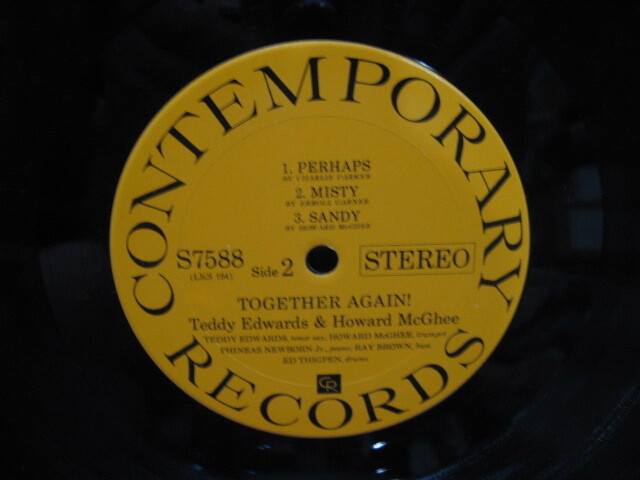 CONTEMPORARY
1. PERHAPS
BY CHARLIE PARKER
2. MISTY
BY ERROLL GARNER
3. SANDY
BY HOWARD McGHEE
S7588
(LKS 194)
Side 2
STEREO
TOGETHER AGAIN!
Teddy Edwards & Howard McGhee
TEDDY EDWARDS, tenor sax; HOWARD McGHEE, trumpet
PHINEAS NEWBORN Jr., piano; RAY BROWN, bass
ED THIGPEN, drums
CR
RECORDS